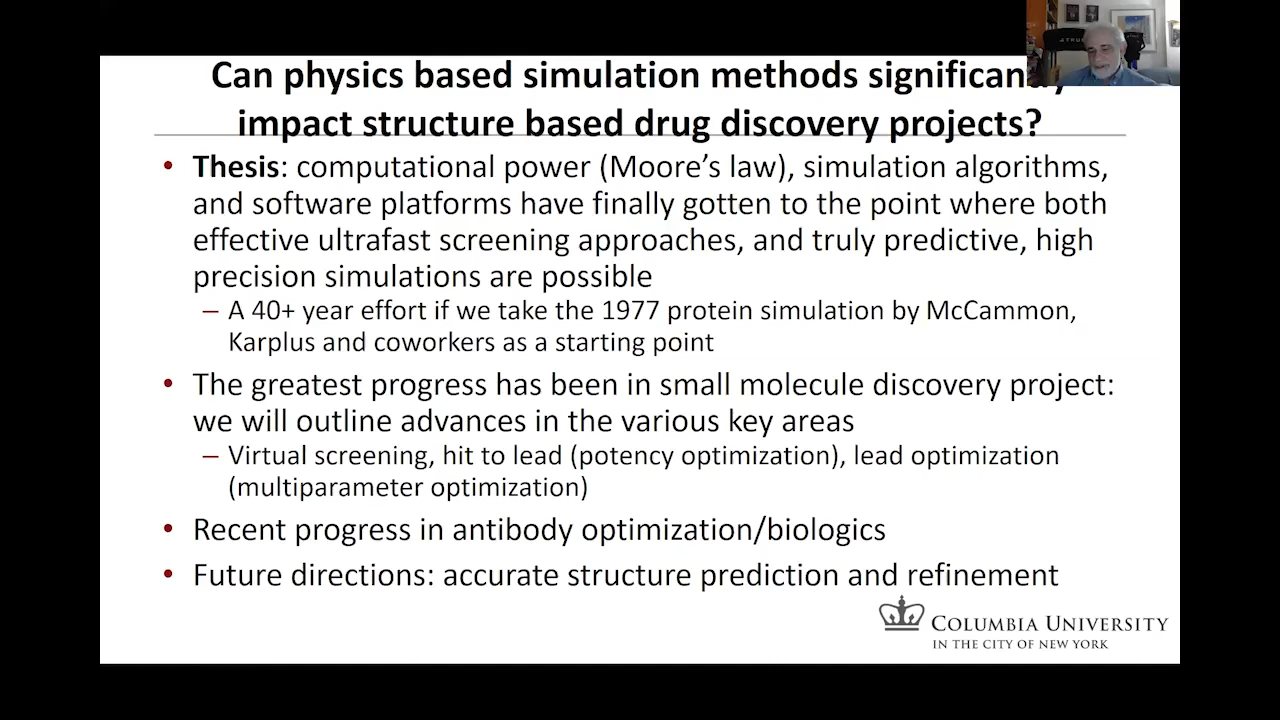 Can physics based simulation methods significantly
impact structure based drug discovery projects?
• Thesis: computational power (Moore’s law), simulation algorithms,
and software platforms have finally gotten to the point where both
effective ultrafast screening approaches, and truly predictive, high
precision simulations are possible
– A 40+ year effort if we take the 1977 protein simulation by McCammon,
Karplus and coworkers as a starting point
• The greatest progress has been in small molecule discovery project:
we will outline advances in the various key areas
– Virtual screening, hit to lead (potency optimization), lead optimization
(multiparameter optimization)
• Recent progress in antibody optimization/biologics
• Future directions: accurate structure prediction and refinement
COLUMBIA UNIVERSITY
IN THE CITY OF NEW YORK